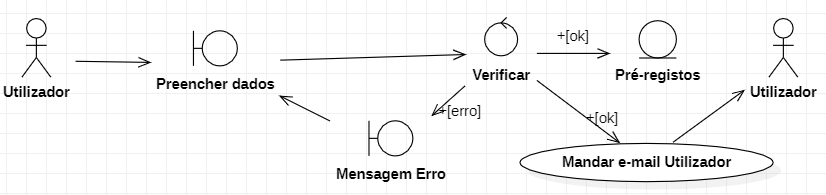 +[ok]
Utilizador
Preencher dados
Verificar
Pré-registos
Utilizador
+[erro]
+[ok]
Mensagem Erro
Mandar e-mail Utilizador